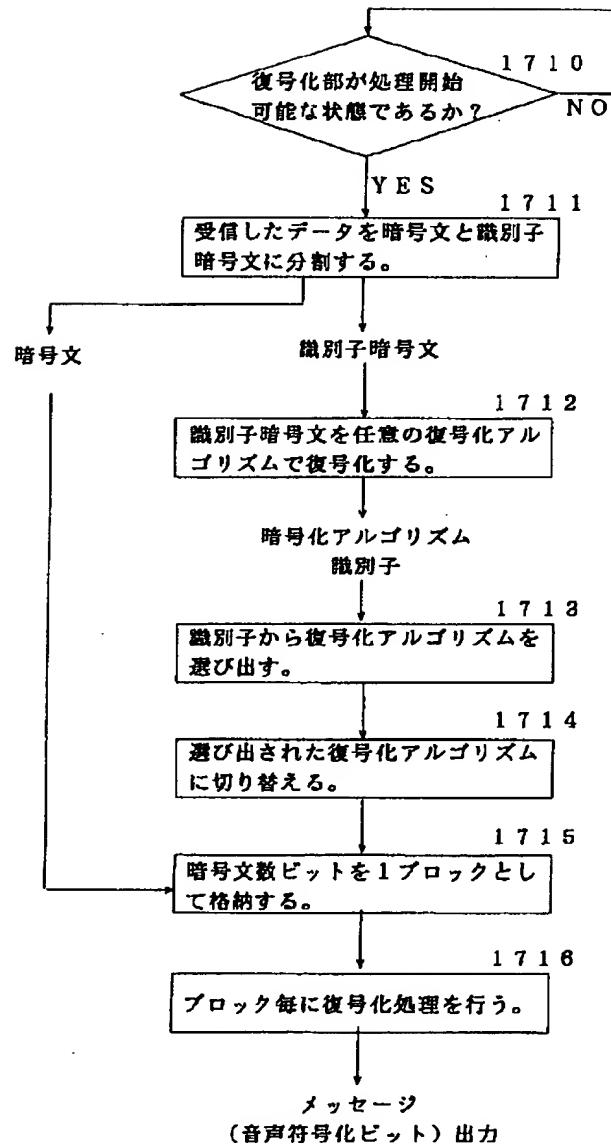 1710
復号化部が処理開始
可能な状態であるか?
NO
YES
1711
受信したデータを暗号文と識別子
暗号文に分割する。
暗号文
識別子暗号文
1712
識別子暗号文を任意の復号化アル
ゴリズムで復号化する。
暗号化アルゴリズム
識別子
1713
識別子から復号化アルゴリズムを
選び出す。
1714
選び出された復号化アルゴリズム
に切り替える。
1715
暗号文数ビットを1ブロックとし
て格納する。
1716
ブロック毎に復号化処理を行う。
メッセージ
(音声符号化ビット)出力